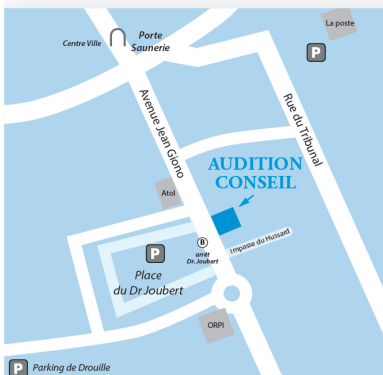 La poste
Porte
Saunerie
Centre Ville
P
Avenue Jean Giono
Rue du Tribunal
AUDITION
CONSEIL
Atol
Impasse du Hussard
B
arrêt
Dr. Joubert
P
Place
du Dr Joubert
ORPI
P Parking de Drouille